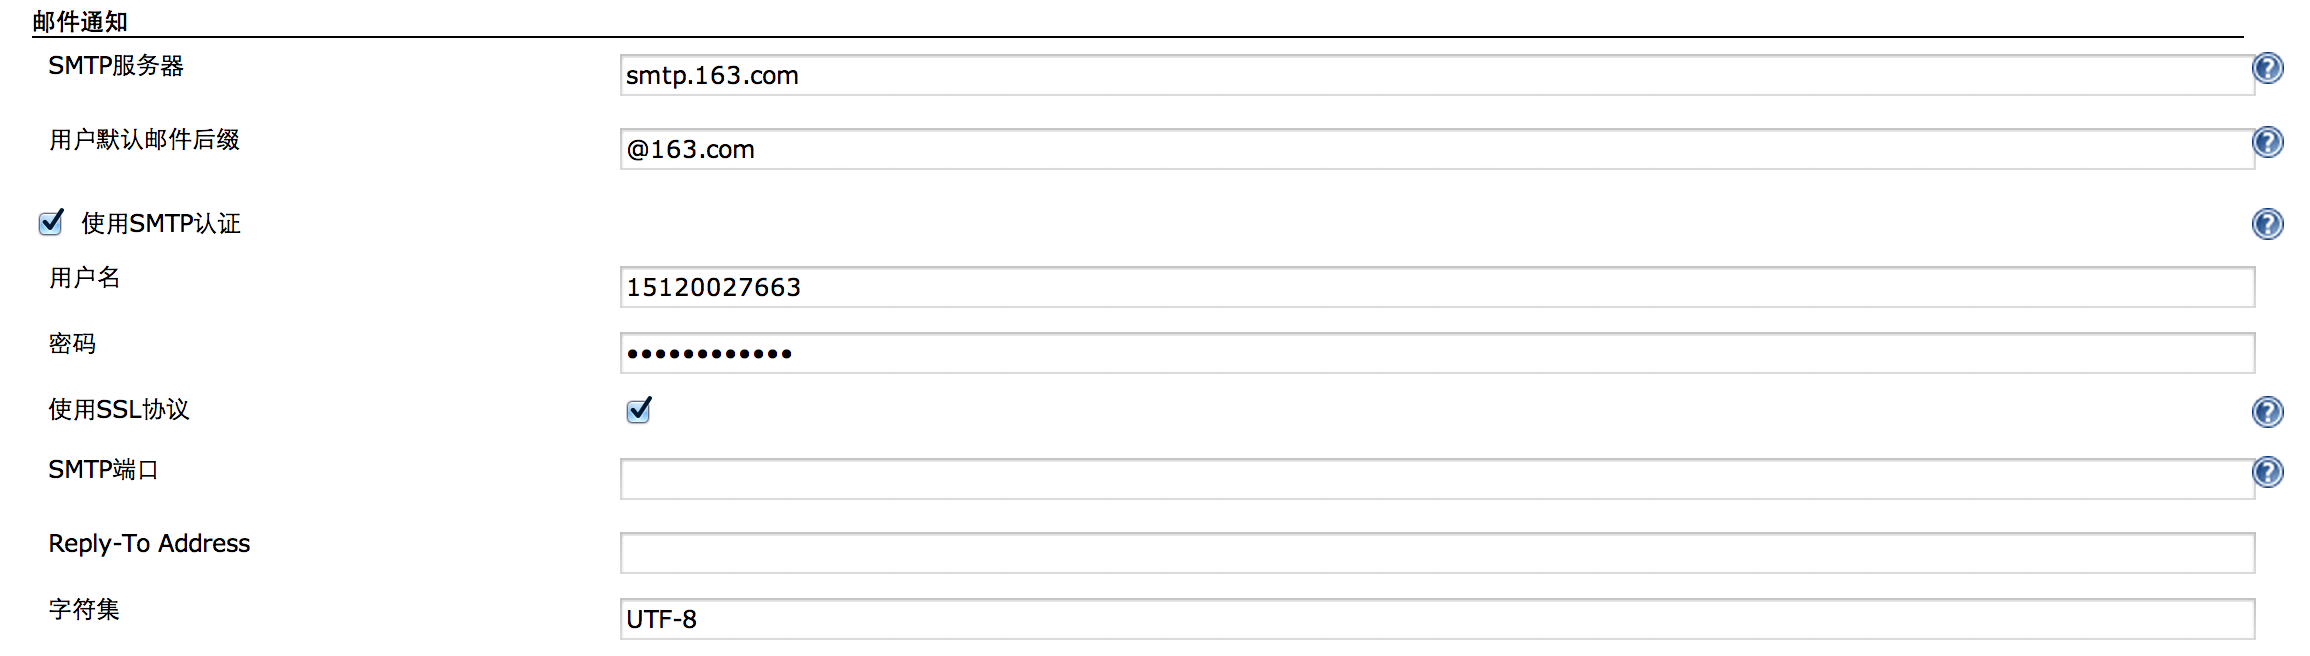 邮件通知
SMTP服务器
smtp.163.com
用户默认邮件后缀
@163.com
使用SMTP认证
用户名
15120027663
密码
••••••••••••
使用SSL协议
SMTP端口
Reply-To Address
字符集
UTF-8